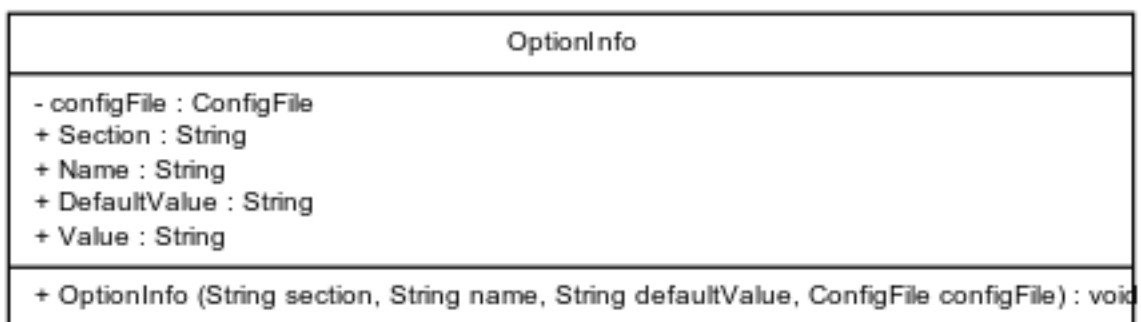 OptionInfo
- configFile : ConfigFile
+ Section : String
+ Name : String
+ DefaultValue : String
+ Value : String
+ OptionInfo (String section, String name, String defaultValue, ConfigFile configFile) : void